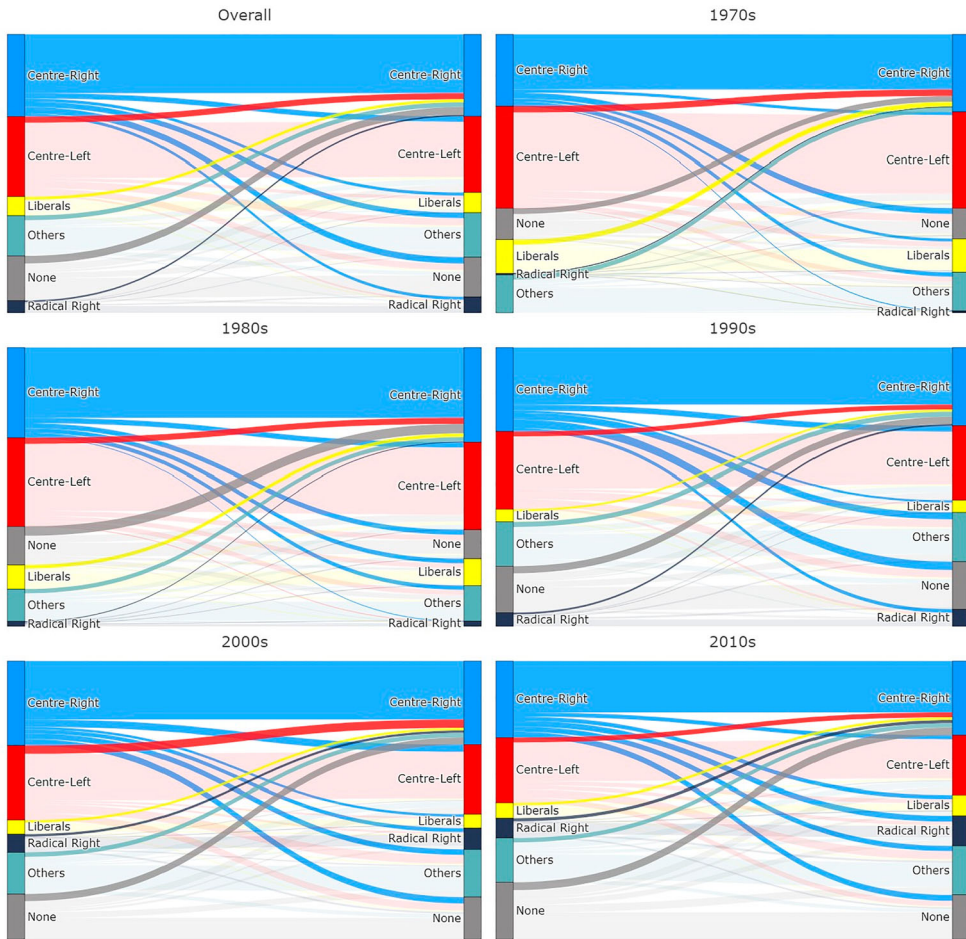 Overall
Centre-Right
Centre-Left
Liberals
Others
None
Radical Right
Centre-Right
Centre-Left
Liberals
Others
None
Radical Right
1970s
Centre-Right
Centre-Left
None
Liberals
Radical Right
Others
Centre-Right
Centre-Left
None
Liberals
Others
Radical Right
1980s
Centre-Right
Centre-Left
None
Liberals
Others
Radical Right
Centre-Right
Centre-Left
None
Liberals
Others
Radical Right
1990s
Centre-Right
Centre-Left
Liberals
Others
None
Radical Right
Centre-Right
Centre-Left
Liberals
Others
None
Radical Right
2000s
Centre-Right
Centre-Left
Liberals
Radical Right
Others
None
Centre-Right
Centre-Left
Liberals
Radical Right
Others
None
2010s
Centre-Right
Centre-Left
Liberals
Radical Right
Others
None
Centre-Right
Centre-Left
Liberals
Radical Right
Others
None